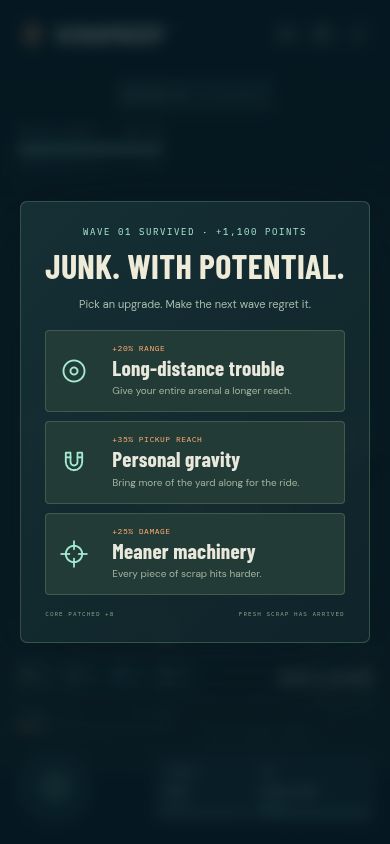 WAVE 01 SURVIVED · +1,100 POINTS
JUNK. WITH POTENTIAL.
Pick an upgrade. Make the next wave regret it.
+20% RANGE
Long-distance trouble
Give your entire arsenal a longer reach.
+35% PICKUP REACH
Personal gravity
Bring more of the yard along for the ride.
+25% DAMAGE
Meaner machinery
Every piece of scrap hits harder.
CORE PATCHED +8
FRESH SCRAP HAS ARRIVED